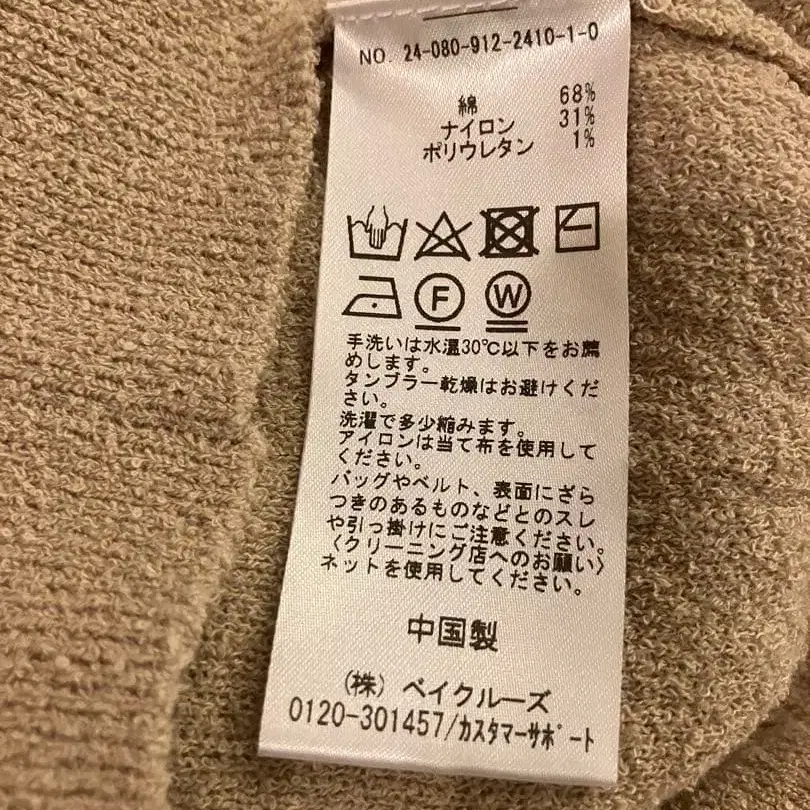 NO. 24-080-912-2410-1-0
綿 68%
ナイロン 31%
ポリウレタン 1%
F W
手洗いは水温30℃以下をお薦
めします。
タンブラー乾燥はお避けくだ
さい。
洗濯で多少縮みます。
アイロンは当て布を使用して
ください。
バッグやベルト、表面にざら
つきのあるものなどとのスレ
や引っ掛けにご注意ください。
〈クリーニング店へのお願い〉
ネットを使用してください。
中国製
(株) ベイクルーズ
0120-301457/カスタマーサポート